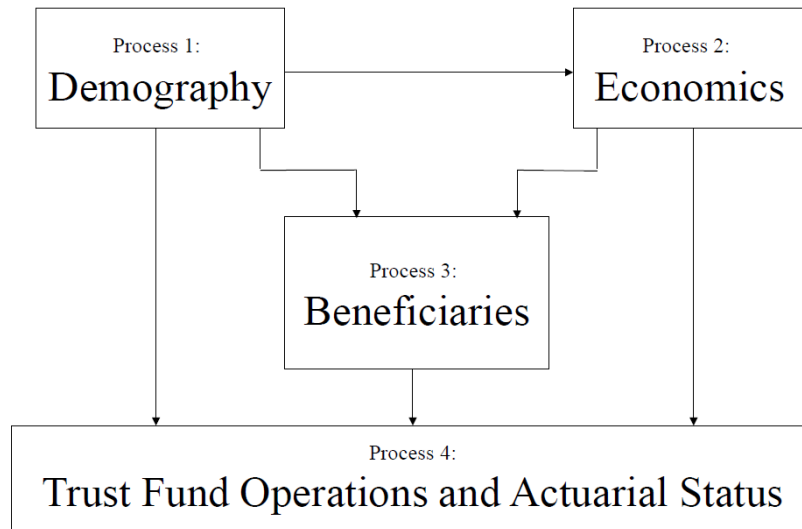 Process 1:
Demography
Process 2:
Economics
Process 3:
Beneficiaries
Process 4:
Trust Fund Operations and Actuarial Status